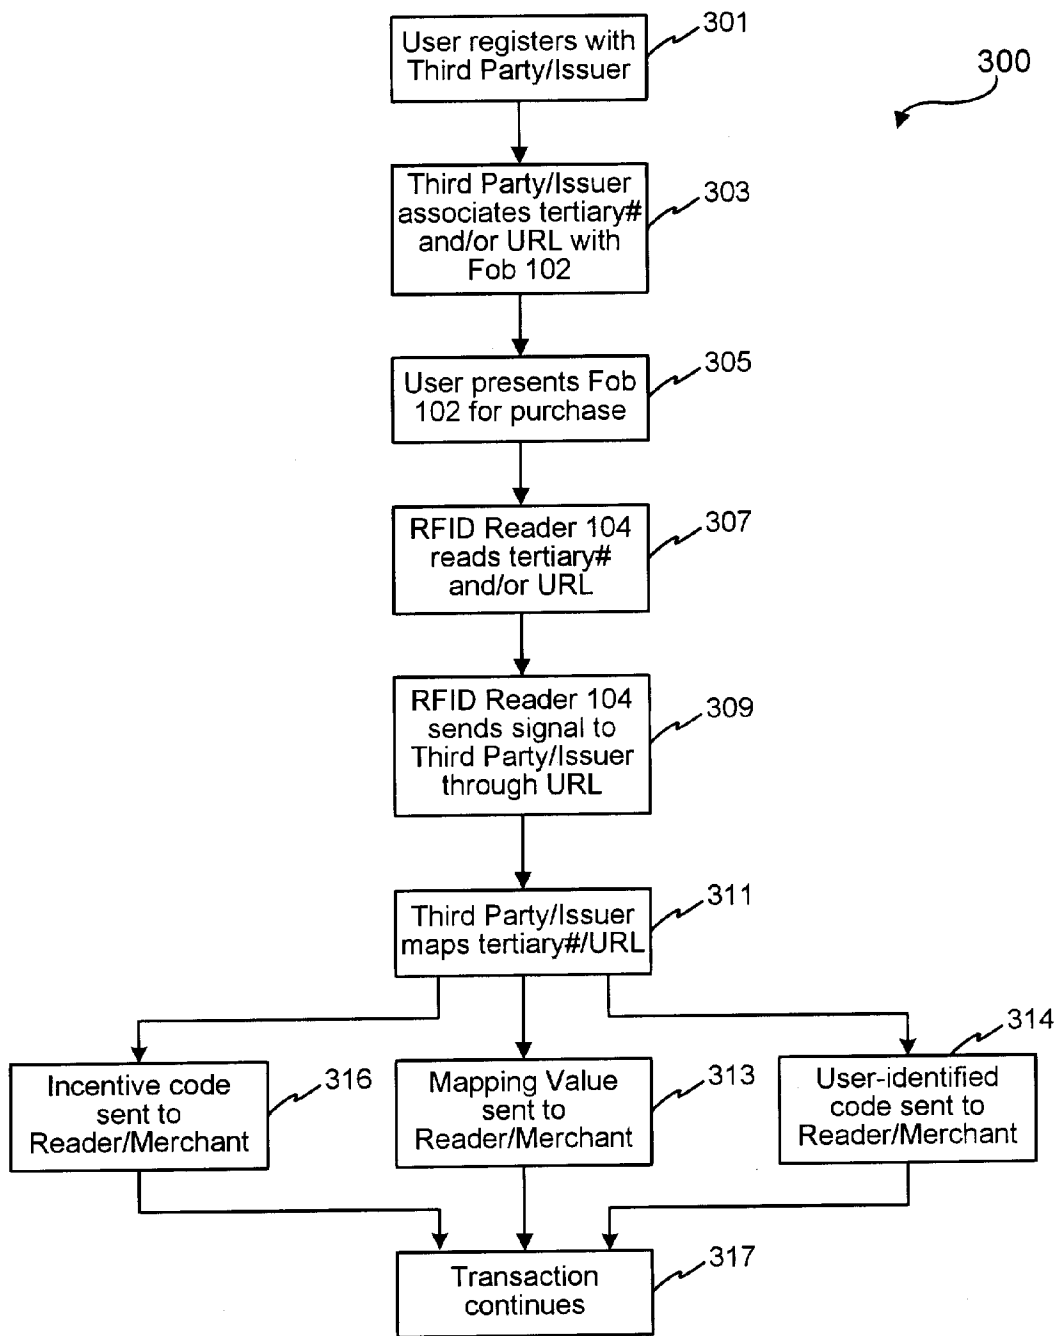 User registers with
Third Party/Issuer
301
300
Third Party/Issuer
associates tertiary#
and/or URL with
Fob 102
303
User presents Fob
102 for purchase
305
RFID Reader 104
reads tertiary#
and/or URL
307
RFID Reader 104
sends signal to
Third Party/Issuer
through URL
309
Third Party/Issuer
maps tertiary#/URL
311
Incentive code
sent to
Reader/Merchant
316
Mapping Value
sent to
Reader/Merchant
313
User-identified
code sent to
Reader/Merchant
314
Transaction
continues
317